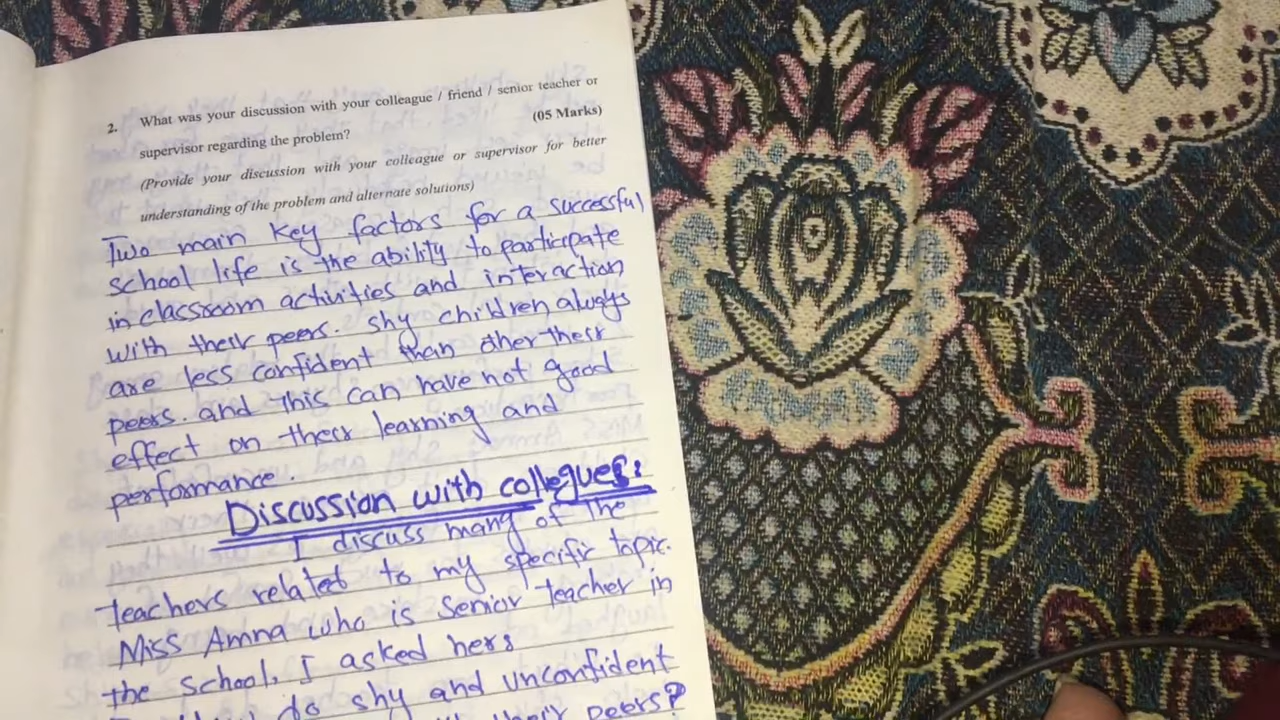 2. What was your discussion with your colleague / friend / senior teacher or
supervisor regarding the problem? (05 Marks)
(Provide your discussion with your colleague or supervisor for better
understanding of the problem and alternate solutions)
Two main Key factors for a successful
school life is the ability to participate
in classroom activities and interaction
with their peers. Shy children always
are less confident than other their
peers. and this can have not good
effect on their learning and
performance.
Discussion with collegues:
I discuss many of the
teachers related to my specific topic.
Miss Amna who is Senior teacher in
the school. I asked her:
do shy and unconfident
their peers?